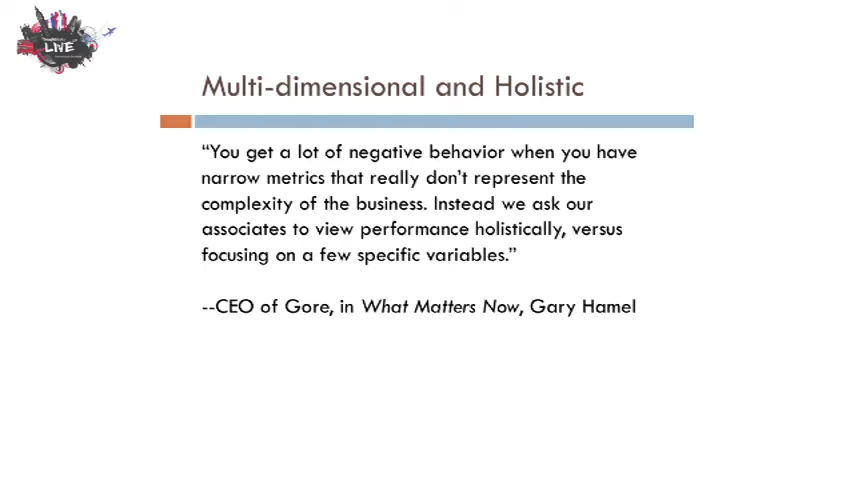 LIVE
Multi-dimensional and Holistic
“You get a lot of negative behavior when you have
narrow metrics that really don’t represent the
complexity of the business. Instead we ask our
associates to view performance holistically, versus
focusing on a few specific variables.”
--CEO of Gore, in What Matters Now, Gary Hamel